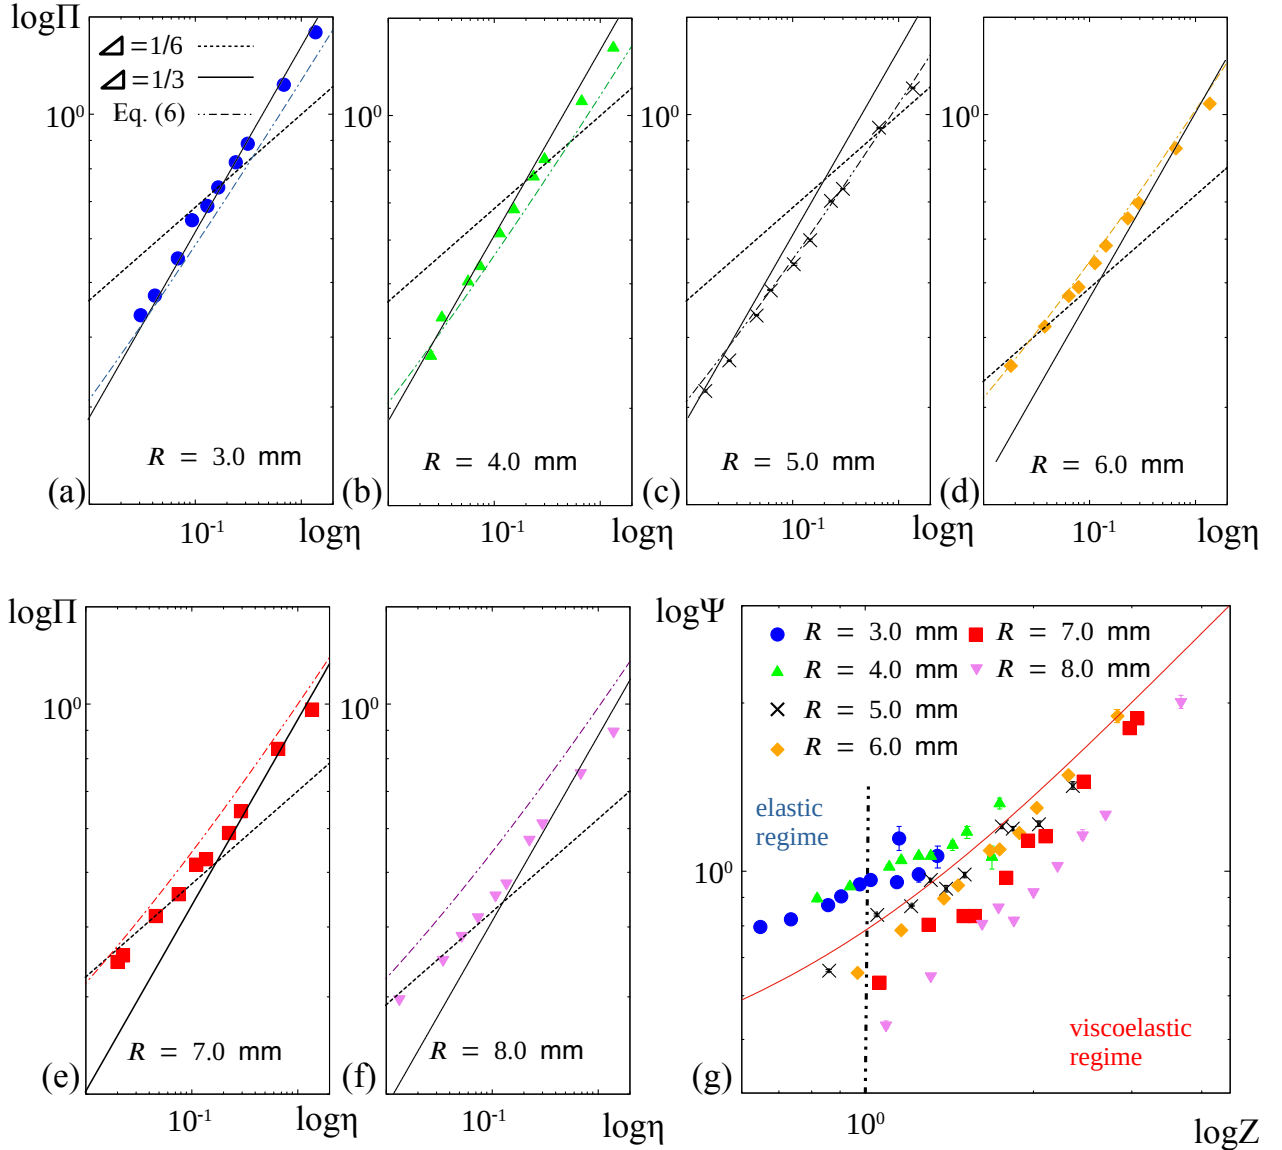 logΠ
⊿=1/6
⊿=1/3
Eq. (6)
10⁰
10⁰
10⁰
10⁰
R = 3.0 mm
R = 4.0 mm
R = 5.0 mm
R = 6.0 mm
(a)
(b)
(c)
(d)
10⁻¹
logη
10⁻¹
logη
10⁻¹
logη
10⁻¹
logη
logΠ
10⁰
10⁰
R = 7.0 mm
R = 8.0 mm
(e)
(f)
10⁻¹
logη
10⁻¹
logη
logΨ
R = 3.0 mm
R = 7.0 mm
R = 4.0 mm
R = 8.0 mm
R = 5.0 mm
R = 6.0 mm
elastic
regime
10⁰
viscoelastic
regime
(g)
10⁰
logZ